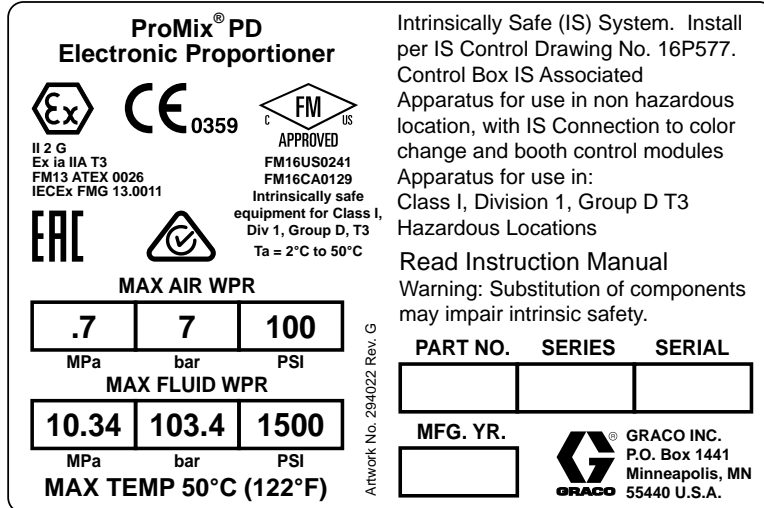 ProMix® PD
Electronic Proportioner
Ex
CE 0359
C FM US
APPROVED
II 2 G
Ex ia IIA T3
FM13 ATEX 0026
IECEx FMG 13.0011
FM16US0241
FM16CA0129
Intrinsically safe
equipment for Class I,
Div 1, Group D, T3
Ta = 2°C to 50°C
EAC
MAX AIR WPR
.7 7 100
MPa bar PSI
MAX FLUID WPR
10.34 103.4 1500
MPa bar PSI
MAX TEMP 50°C (122°F)
Artwork No. 294022 Rev. G
Intrinsically Safe (IS) System. Install
per IS Control Drawing No. 16P577.
Control Box IS Associated
Apparatus for use in non hazardous
location, with IS Connection to color
change and booth control modules
Apparatus for use in:
Class I, Division 1, Group D T3
Hazardous Locations
Read Instruction Manual
Warning: Substitution of components
may impair intrinsic safety.
PART NO. SERIES SERIAL
MFG. YR.
G®
GRACO
GRACO INC.
P.O. Box 1441
Minneapolis, MN
55440 U.S.A.